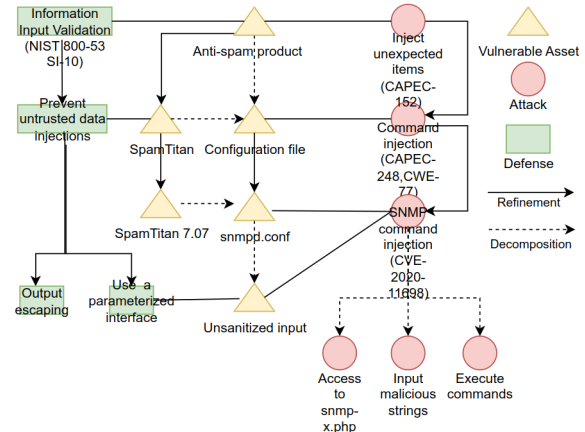 Information
Input Validation
(NIST 800-53
SI-10)
Anti-spam product
Inject
unexpected
items
(CAPEC-
152)
Vulnerable Asset
Attack
Prevent
untrusted data
injections
SpamTitan
Configuration file
Command
injection
(CAPEC-
248,CWE-
77)
Defense
Refinement
Decomposition
SpamTitan 7.07
snmpd.conf
SNMP
command
injection
(CVE-
2020-
11698)
Output
escaping
Use a
parameterized
interface
Unsanitized input
Access
to
snmp-
x.php
Input
malicious
strings
Execute
commands